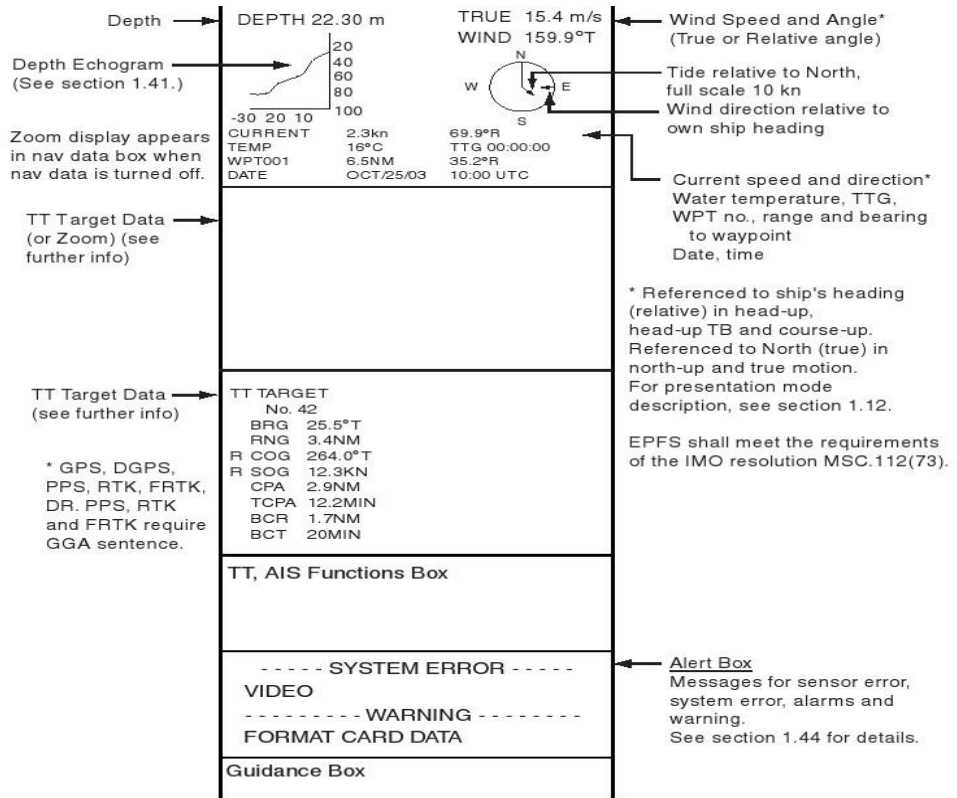 Depth
DEPTH 22.30 m
TRUE 15.4 m/s
WIND 159.9°T
Wind Speed and Angle*
(True or Relative angle)
Depth Echogram
(See section 1.41.)
20
40
60
80
100
-30 20 10
N
W
E
S
Tide relative to North,
full scale 10 kn
Wind direction relative to
own ship heading
Zoom display appears
in nav data box when
nav data is turned off.
CURRENT 2.3kn 69.9°R
TEMP 16°C TTG 00:00:00
WPT001 6.5NM 35.2°R
DATE OCT/25/03 10:00 UTC
Current speed and direction*
Water temperature, TTG,
WPT no., range and bearing
to waypoint
Date, time
TT Target Data
(or Zoom) (see
further info)
* Referenced to ship's heading
(relative) in head-up,
head-up TB and course-up.
Referenced to North (true) in
north-up and true motion.
For presentation mode
description, see section 1.12.
EPFS shall meet the requirements
of the IMO resolution MSC.112(73).
TT Target Data
(see further info)
* GPS, DGPS,
PPS, RTK, FRTK,
DR. PPS, RTK
and FRTK require
GGA sentence.
TT TARGET
No. 42
BRG 25.5°T
RNG 3.4NM
R COG 264.0°T
R SOG 12.3KN
CPA 2.9NM
TCPA 12.2MIN
BCR 1.7NM
BCT 20MIN
TT, AIS Functions Box
- - - - - SYSTEM ERROR - - - - -
VIDEO
- - - - - - - - - WARNING - - - - - - - -
FORMAT CARD DATA
Alert Box
Messages for sensor error,
system error, alarms and
warning.
See section 1.44 for details.
Guidance Box